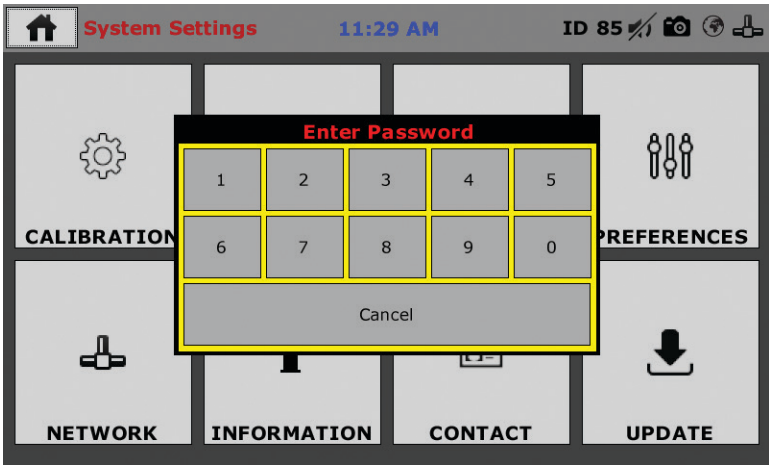 System Settings 11:29 AM ID 85
Enter Password
1 2 3 4 5
CALIBRATION PREFERENCES
6 7 8 9 0
Cancel
NETWORK INFORMATION CONTACT UPDATE